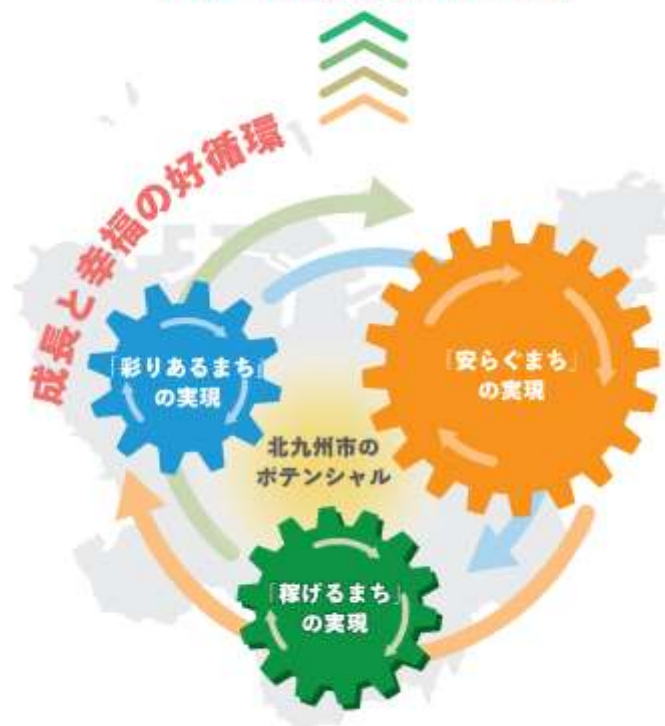 成長と幸福の好循環
「彩りあるまち」
の実現
「安らぐまち」
の実現
北九州市の
ポテンシャル
「稼げるまち」
の実現